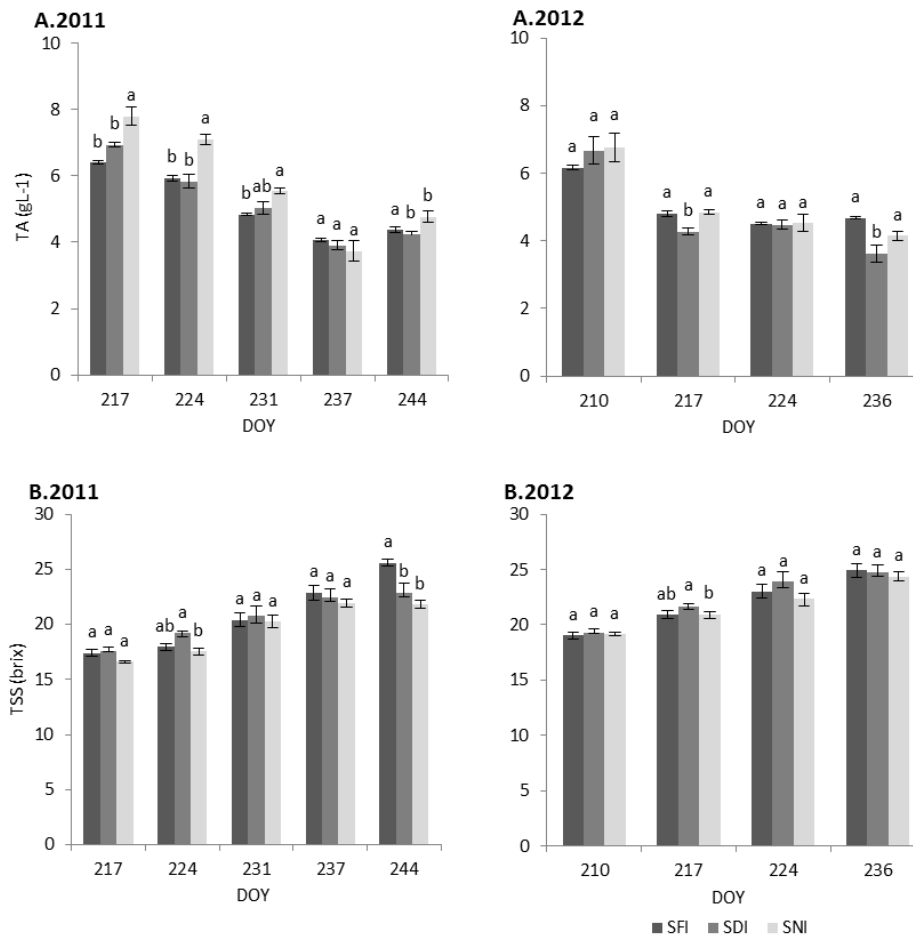 A.2011
10
8
6
4
2
0
TA (gL-1)
b b a
b b a
b ab a
a a a
a b b
217 224 231 237 244
DOY
A.2012
10
8
6
4
2
0
a a a
a b a
a a a
a b a
210 217 224 236
DOY
B.2011
30
25
20
15
10
5
0
TSS (brix)
a a a
ab a b
a a a
a a a
a b b
217 224 231 237 244
DOY
B.2012
30
25
20
15
10
5
0
a a a
ab a b
a a a
a a a
210 217 224 236
DOY
SFI SDI SNI